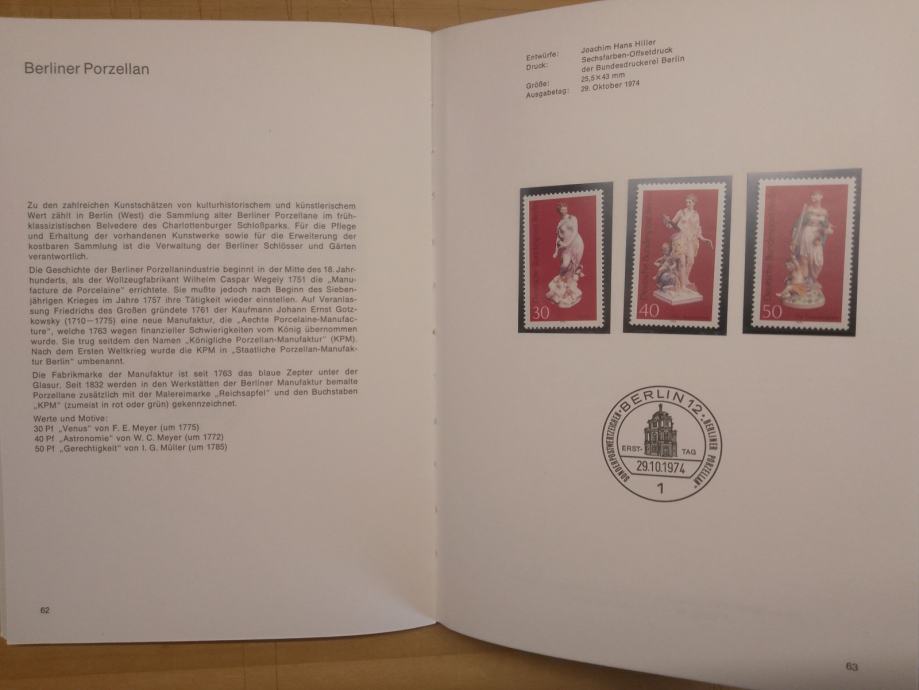 Berliner Porzellan
Zu den zahlreichen Kunstschätzen von kulturhistorischem und künstlerischem
Wert zählt in Berlin (West) die Sammlung alter Berliner Porzellane im früh-
klassizistischen Belvedere des Charlottenburger Schloßparks. Für die Pflege
und Erhaltung der vorhandenen Kunstwerke sowie für die Erweiterung der
kostbaren Sammlung ist die Verwaltung der Berliner Schlösser und Gärten
verantwortlich.
Die Geschichte der Berliner Porzellanindustrie beginnt in der Mitte des 18. Jahr-
hunderts, als der Wollzeugfabrikant Wilhelm Caspar Wegely 1751 die „Manu-
facture de Porcelaine“ errichtete. Sie mußte jedoch nach Beginn des Sieben-
jährigen Krieges im Jahre 1757 ihre Tätigkeit wieder einstellen. Auf Veranlas-
sung Friedrichs des Großen gründete 1761 der Kaufmann Johann Ernst Gotz-
kowsky (1710—1775) eine neue Manufaktur, die „Aechte Porcelaine-Manufac-
ture“, welche 1763 wegen finanzieller Schwierigkeiten vom König übernommen
wurde. Sie trug seitdem den Namen „Königliche Porzellan-Manufaktur“ (KPM).
Nach dem Ersten Weltkrieg wurde die KPM in „Staatliche Porzellan-Manufak-
tur Berlin“ umbenannt.
Die Fabrikmarke der Manufaktur ist seit 1763 das blaue Zepter unter der
Glasur. Seit 1832 werden in den Werkstätten der Berliner Manufaktur bemalte
Porzellane zusätzlich mit der Malereimarke „Reichsapfel“ und den Buchstaben
„KPM“ (zumeist in rot oder grün) gekennzeichnet.
Werte und Motive:
30 Pf „Venus“ von F. E. Meyer (um 1775)
40 Pf „Astronomie“ von W. C. Meyer (um 1772)
50 Pf „Gerechtigkeit“ von I. G. Müller (um 1785)
62
Entwürfe: Joachim Hans Hiller
Druck: Sechsfarben-Offsetdruck
der Bundesdruckerei Berlin
Größe: 25,5 × 43 mm
Ausgabetag: 29. Oktober 1974
30
40
50
BERLIN 12
SONDERPOSTWERTZEICHEN „BERLINER PORZELLAN“
ERST- TAG
29.10.1974
1
63